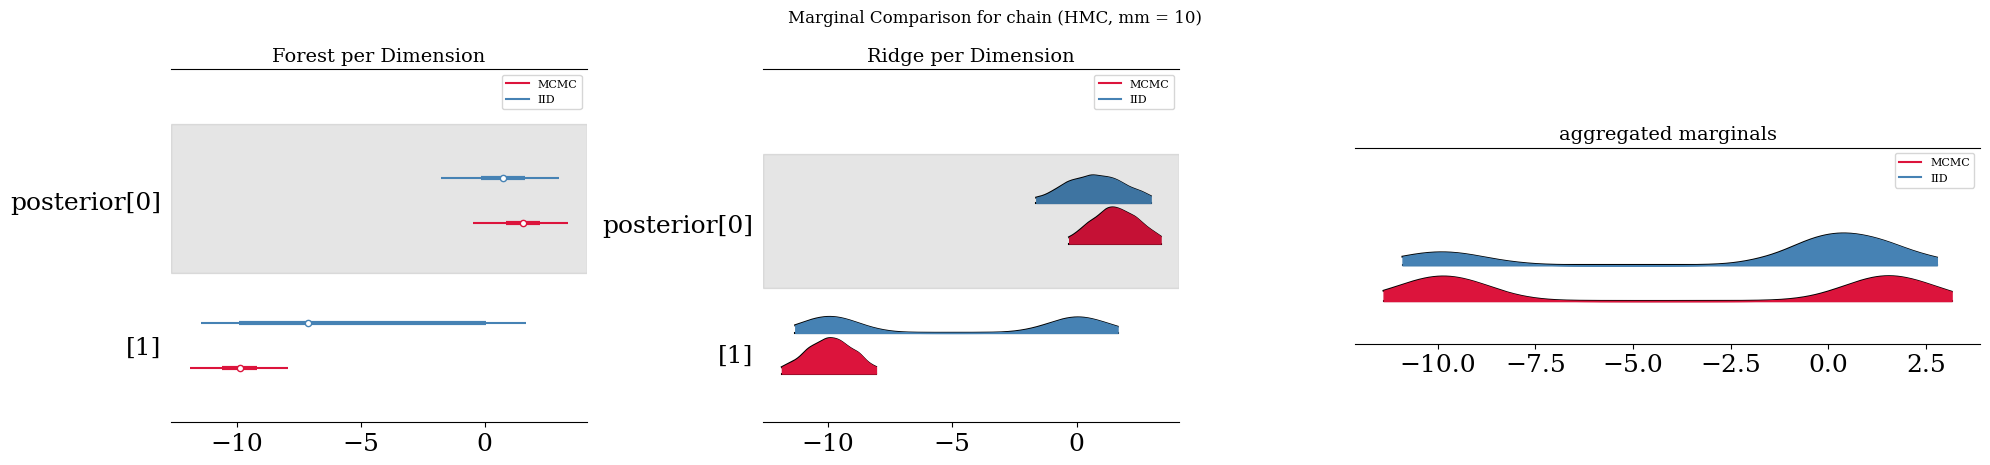 Marginal Comparison for chain (HMC, mm = 10)
Forest per Dimension
MCMC
IID
posterior[0]
[1]
−10
−5
0
Ridge per Dimension
MCMC
IID
posterior[0]
[1]
−10
−5
0
aggregated marginals
MCMC
IID
−10.0
−7.5
−5.0
−2.5
0.0
2.5